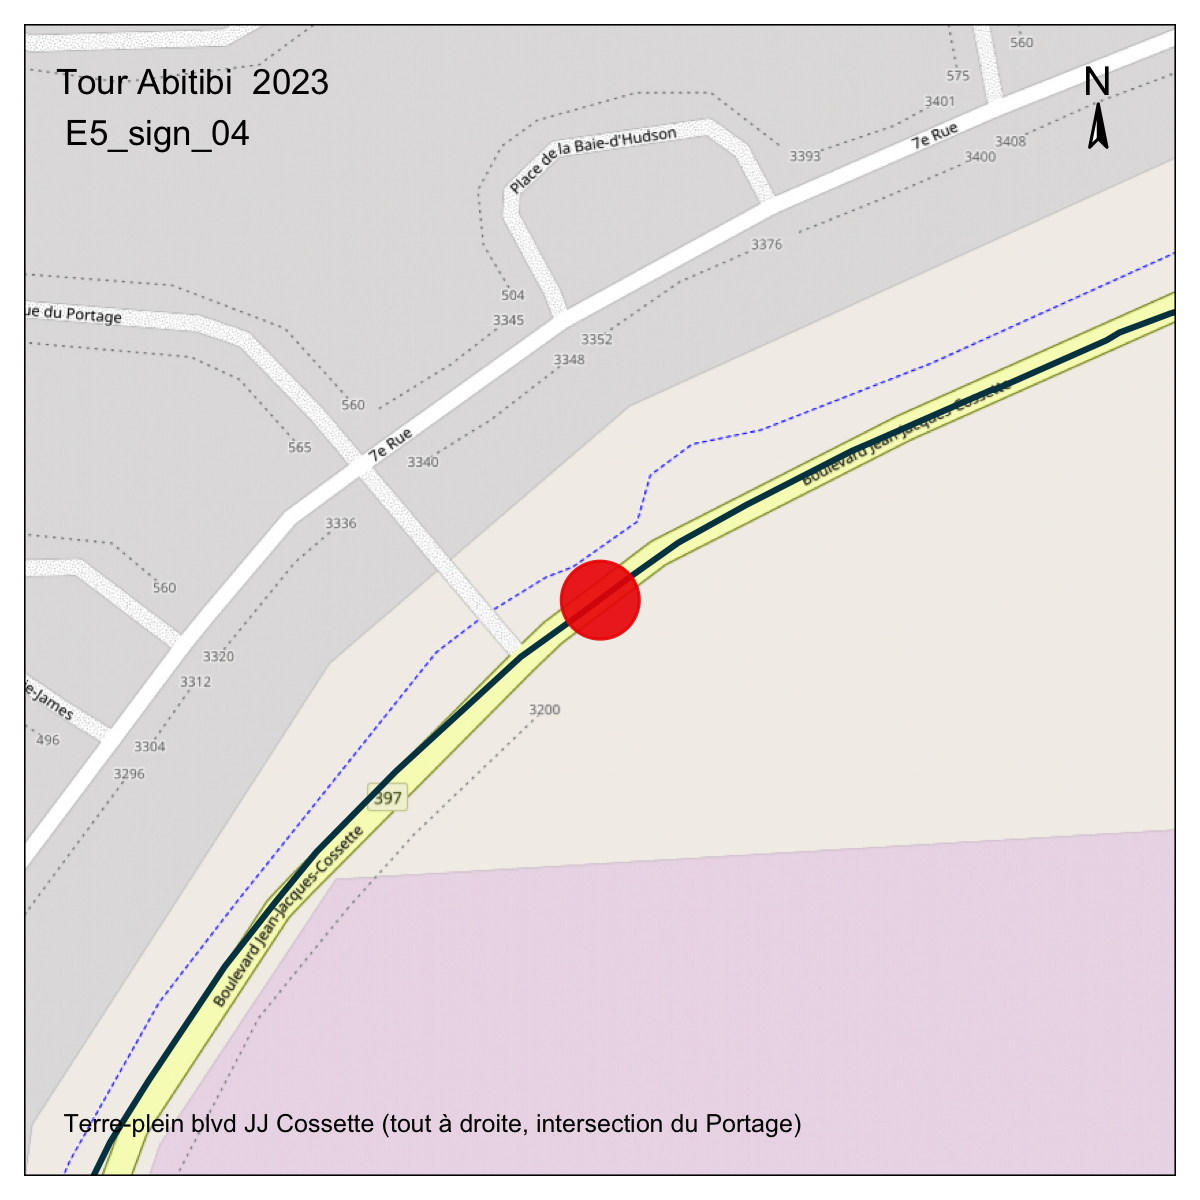 Tour Abitibi  2023
E5_sign_04
N
560
575
3401
7e Rue
3408
3400
3393
Place de la Baie-d'Hudson
3376
504
3345
3352
3348
ue du Portage
560
565
7e Rue
3340
3336
Boulevard Jean-Jacques-Cossette
560
3320
3312
e-James
496
3304
3296
3200
397
Boulevard Jean-Jacques-Cossette
Terre-plein blvd JJ Cossette (tout à droite, intersection du Portage)